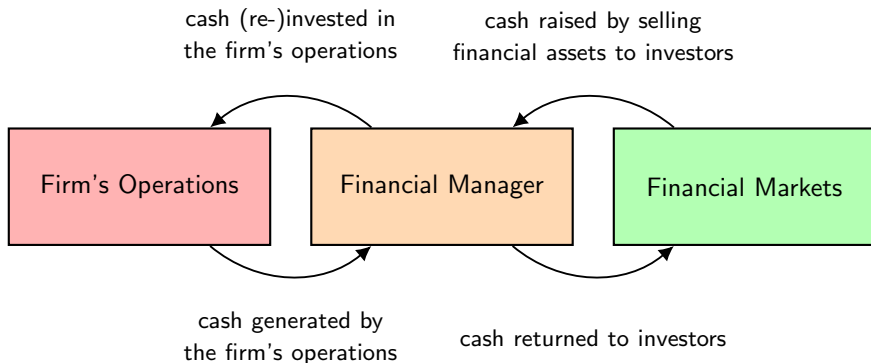 cash (re-)invested in
the firm's operations
cash raised by selling
financial assets to investors
Firm's Operations
Financial Manager
Financial Markets
cash generated by
the firm's operations
cash returned to investors